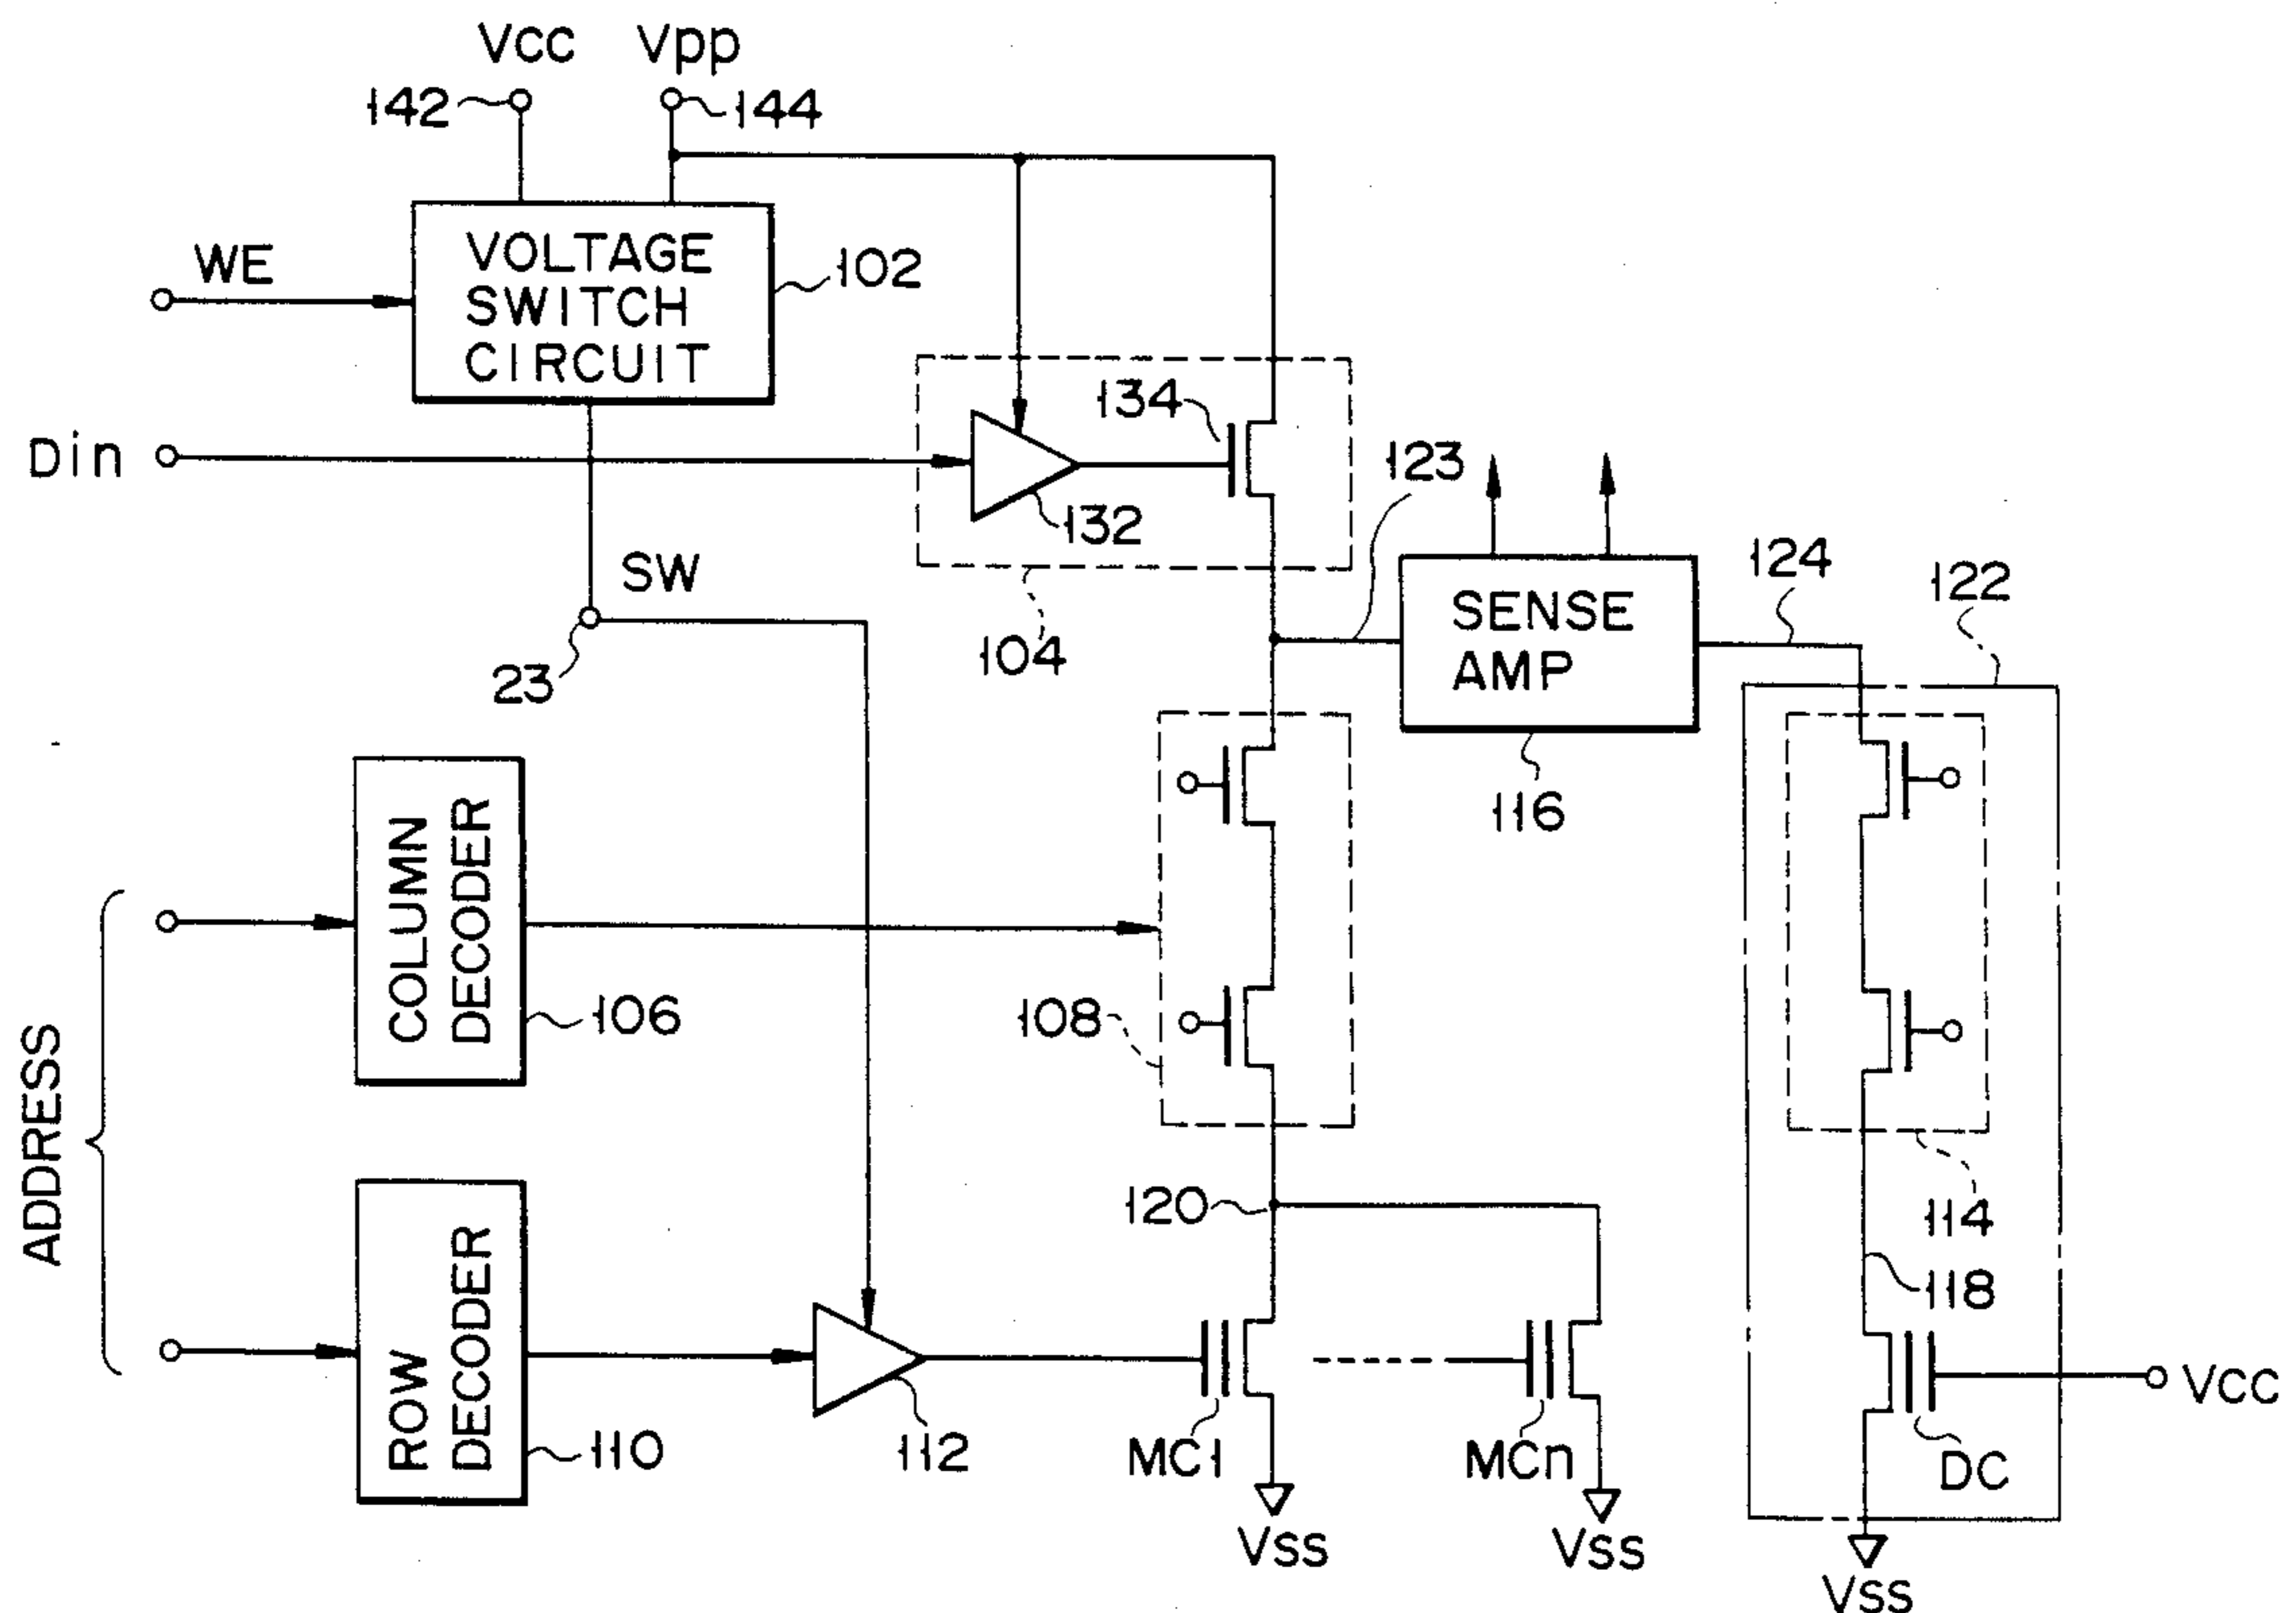 Vcc Vpp
142 144
WE
VOLTAGE
SWITCH
CIRCUIT
102
Din
134
132
104
123
SENSE
AMP
116
124
122
SW
23
ADDRESS
COLUMN
DECODER
106
108
114
120
118
ROW
DECODER
110
112
MC1
MCn
DC
Vcc
Vss
Vss
Vss